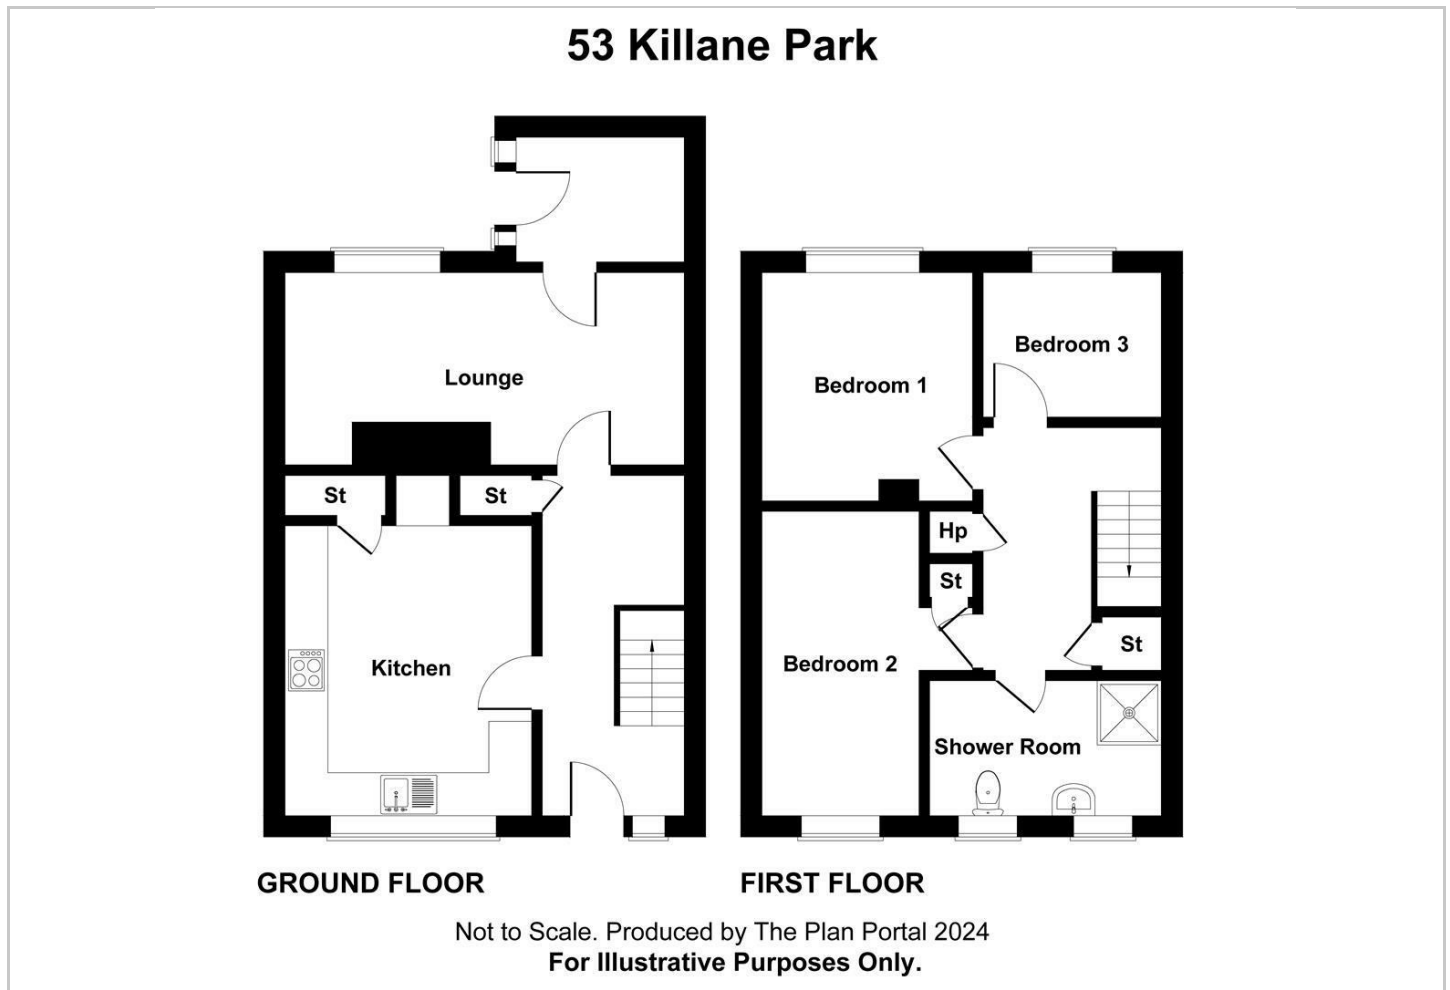 53 Killane Park
Lounge
St
St
Kitchen
Bedroom 1
Bedroom 3
Hp
St
Bedroom 2
St
Shower Room
GROUND FLOOR
FIRST FLOOR
Not to Scale. Produced by The Plan Portal 2024
For Illustrative Purposes Only.